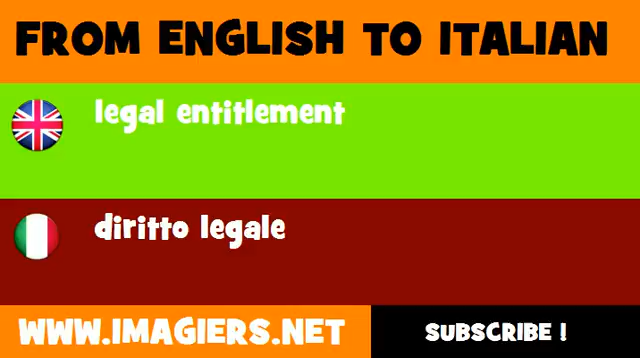 FROM ENGLISH TO ITALIAN
legal entitlement
diritto legale
WWW.IMAGIERS.NET
SUBSCRIBE !